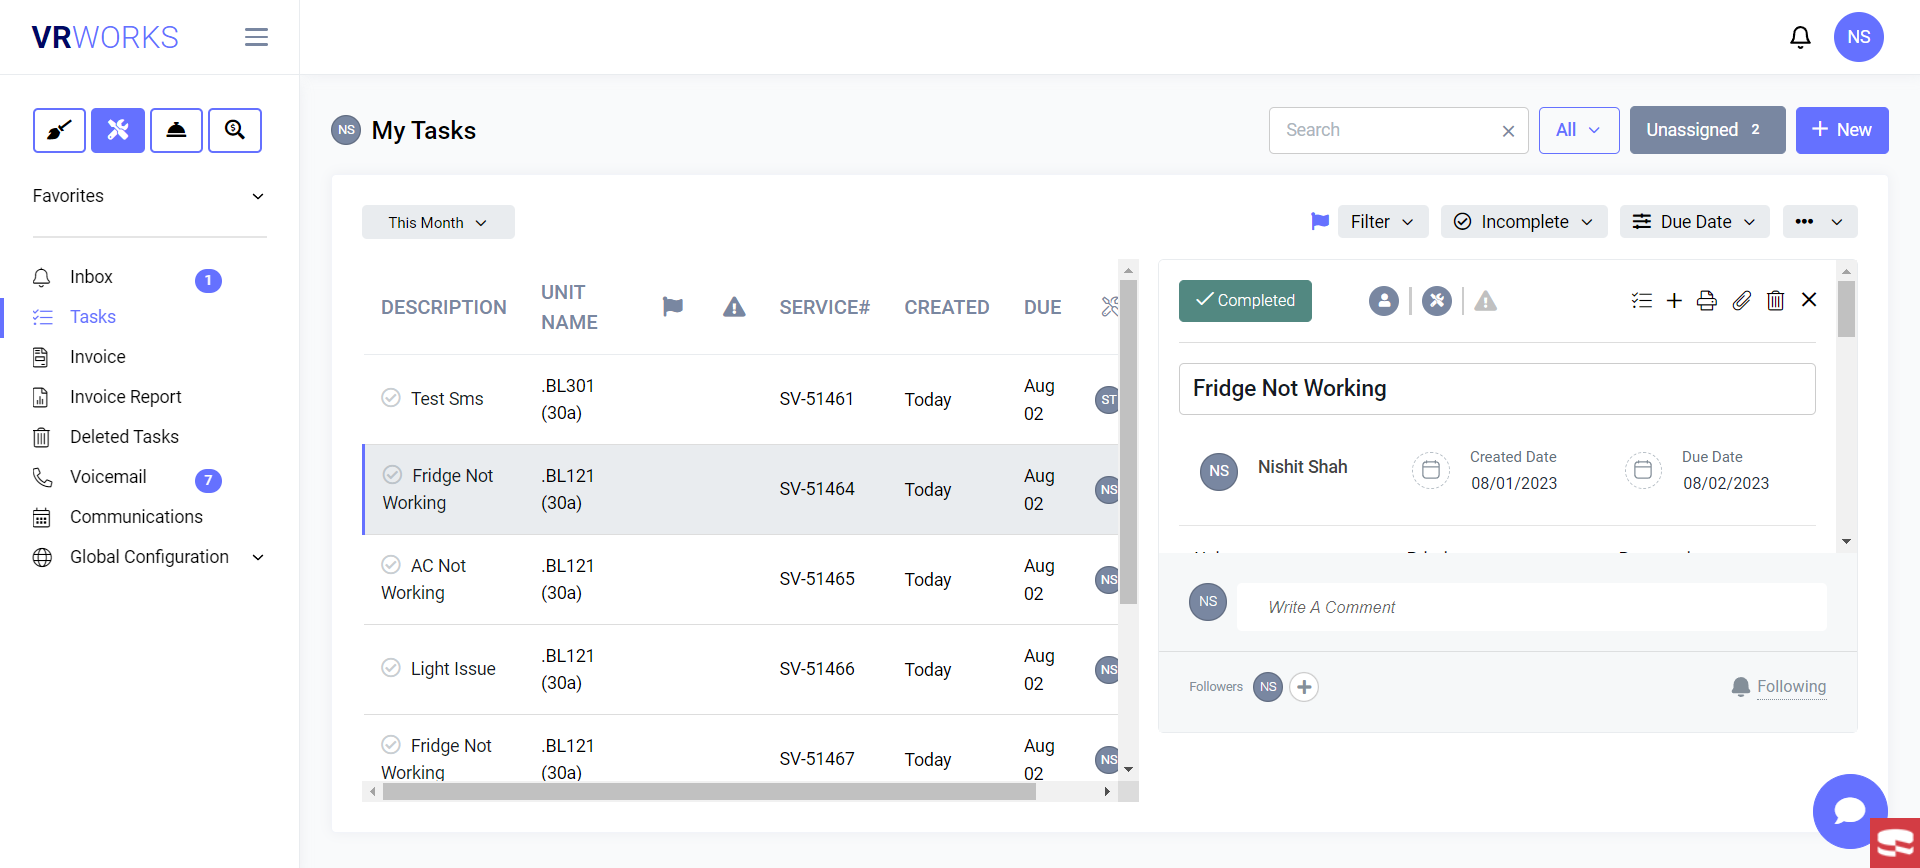 VRWORKS
NS
NS My Tasks
Search
All
Unassigned 2
+ New
Favorites
Inbox 1
Tasks
Invoice
Invoice Report
Deleted Tasks
Voicemail 7
Communications
Global Configuration
This Month
Filter
Incomplete
Due Date
DESCRIPTION UNIT NAME SERVICE# CREATED DUE
Test Sms .BL301 (30a) SV-51461 Today Aug 02 ST
Fridge Not Working .BL121 (30a) SV-51464 Today Aug 02 NS
AC Not Working .BL121 (30a) SV-51465 Today Aug 02 NS
Light Issue .BL121 (30a) SV-51466 Today Aug 02 NS
Fridge Not Working .BL121 (30a) SV-51467 Today Aug 02 NS
Completed
Fridge Not Working
NS Nishit Shah
Created Date
08/01/2023
Due Date
08/02/2023
NS Write A Comment
Followers NS
Following